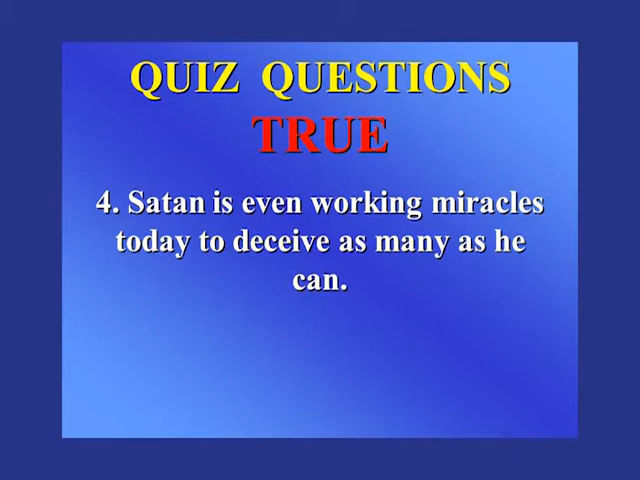 QUIZ QUESTIONS
TRUE
4. Satan is even working miracles
today to deceive as many as he
can.